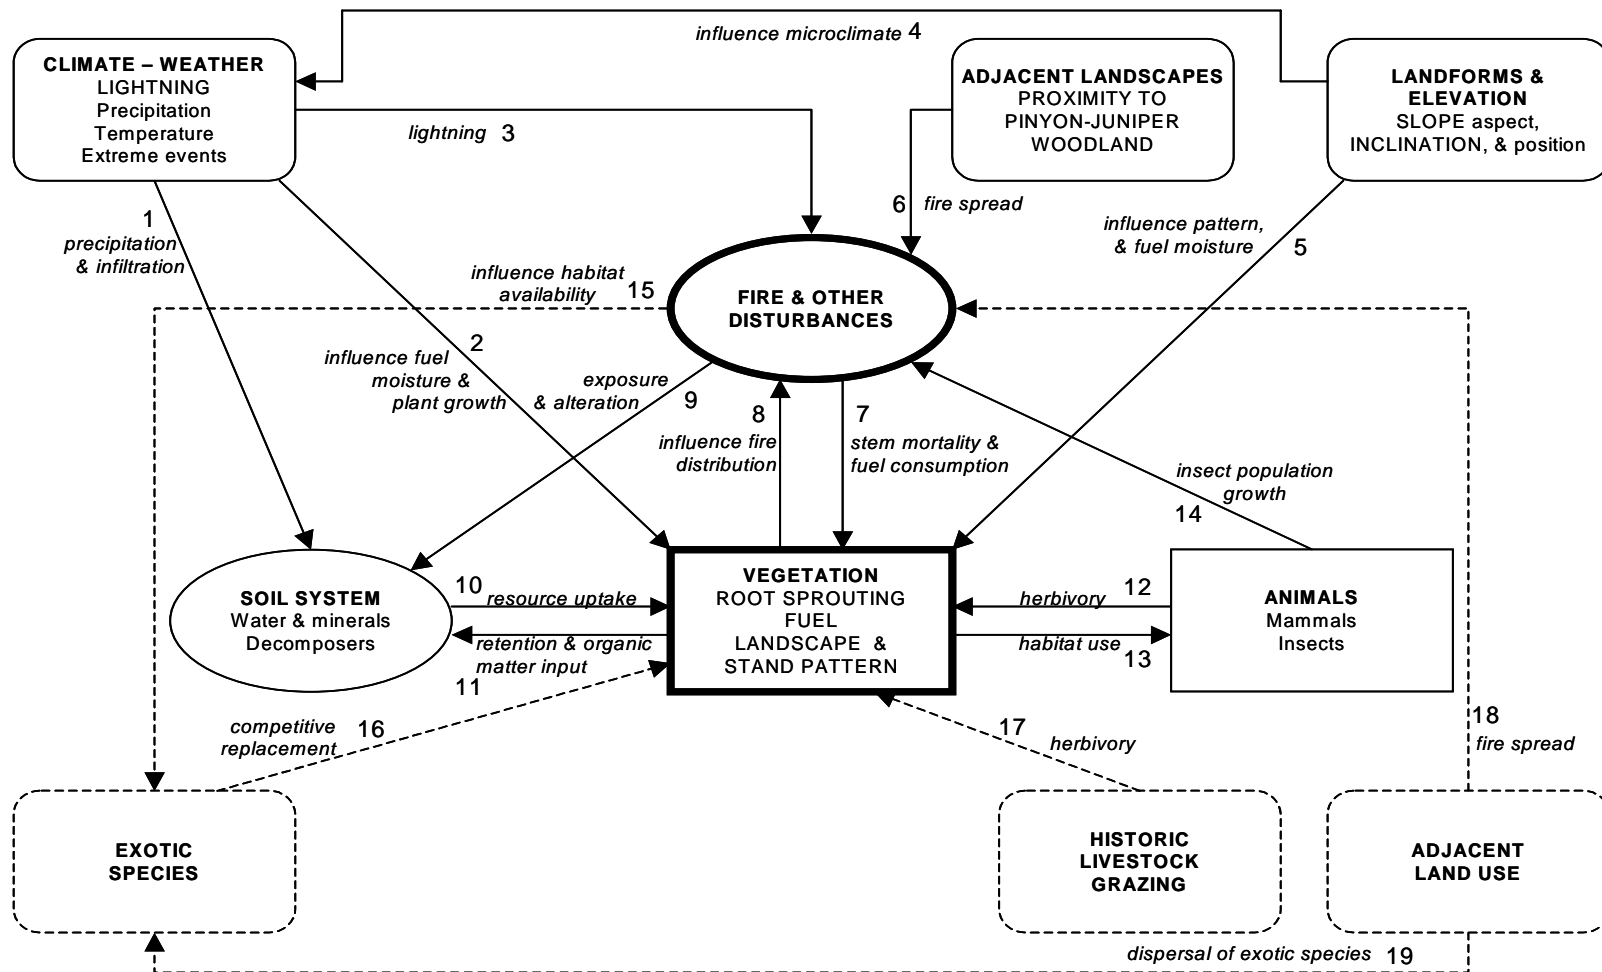 influence microclimate 4
CLIMATE – WEATHER
LIGHTNING
Precipitation
Temperature
Extreme events
ADJACENT LANDSCAPES
PROXIMITY TO
PINYON-JUNIPER
WOODLAND
LANDFORMS &
ELEVATION
SLOPE aspect,
INCLINATION, & position
lightning 3
1
precipitation
& infiltration
6 fire spread
influence pattern,
& fuel moisture 5
influence habitat
availability 15
FIRE & OTHER
DISTURBANCES
2
influence fuel
moisture &
plant growth
exposure
& alteration 9
8
influence fire
distribution
7
stem mortality &
fuel consumption
insect population
growth
14
SOIL SYSTEM
Water & minerals
Decomposers
10
resource uptake
retention & organic
matter input
11
VEGETATION
ROOT SPROUTING
FUEL
LANDSCAPE &
STAND PATTERN
herbivory 12
habitat use 13
ANIMALS
Mammals
Insects
competitive
replacement 16
17
herbivory
18
fire spread
EXOTIC
SPECIES
HISTORIC
LIVESTOCK
GRAZING
ADJACENT
LAND USE
dispersal of exotic species 19